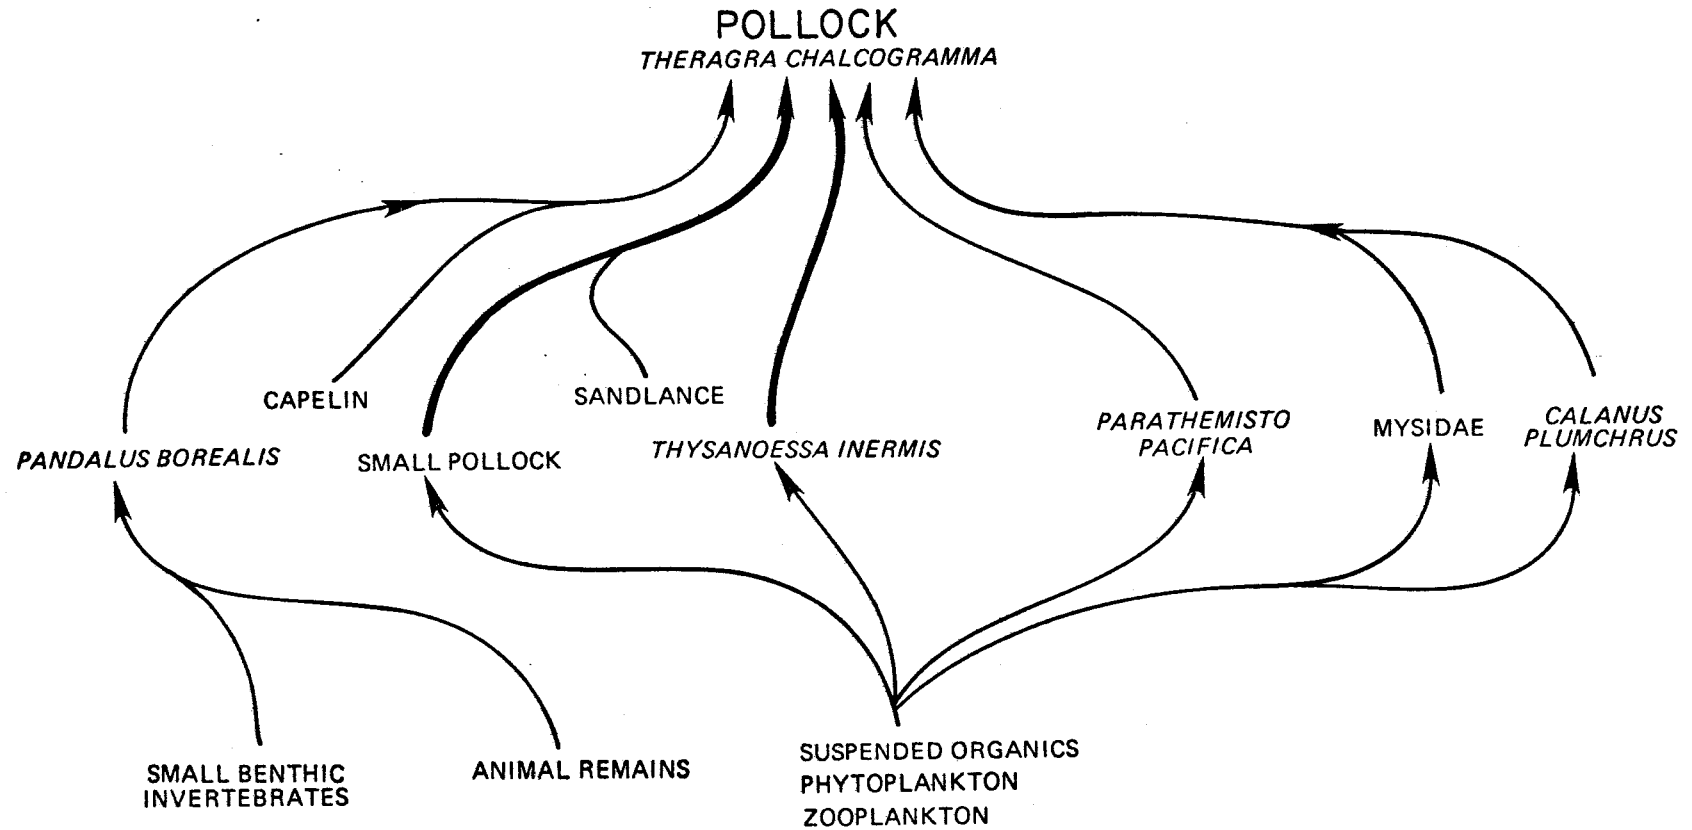 POLLOCK
THERAGRA CHALCOGRAMMA
CAPELIN
SANDLANCE
PANDALUS BOREALIS
SMALL POLLOCK
THYSANOESSA INERMIS
PARATHEMISTO
PACIFICA
MYSIDAE
CALANUS
PLUMCHRUS
SMALL BENTHIC
INVERTEBRATES
ANIMAL REMAINS
SUSPENDED ORGANICS
PHYTOPLANKTON
ZOOPLANKTON